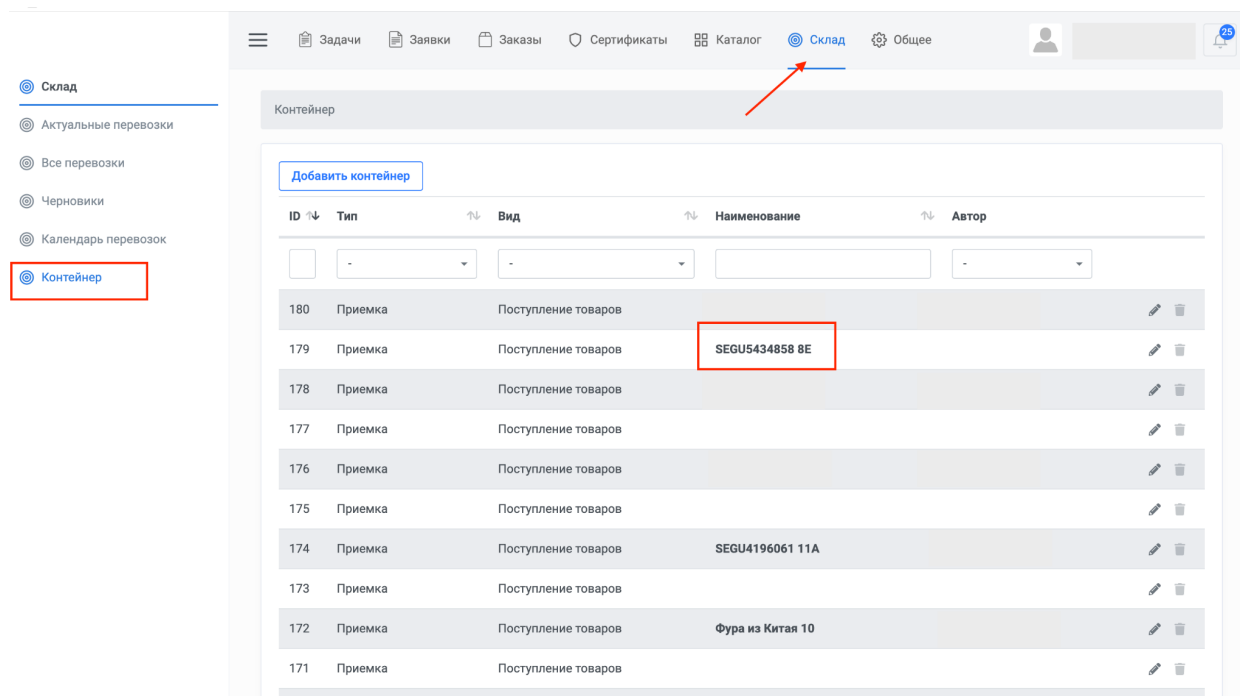 Задачи Заявки Заказы Сертификаты Каталог Склад Общее 25
Склад
Актуальные перевозки
Все перевозки
Черновики
Календарь перевозок
Контейнер
Контейнер
Добавить контейнер
ID Тип Вид Наименование Автор
- - -
180 Приемка Поступление товаров
179 Приемка Поступление товаров SEGU5434858 8E
178 Приемка Поступление товаров
177 Приемка Поступление товаров
176 Приемка Поступление товаров
175 Приемка Поступление товаров
174 Приемка Поступление товаров SEGU4196061 11A
173 Приемка Поступление товаров
172 Приемка Поступление товаров Фура из Китая 10
171 Приемка Поступление товаров